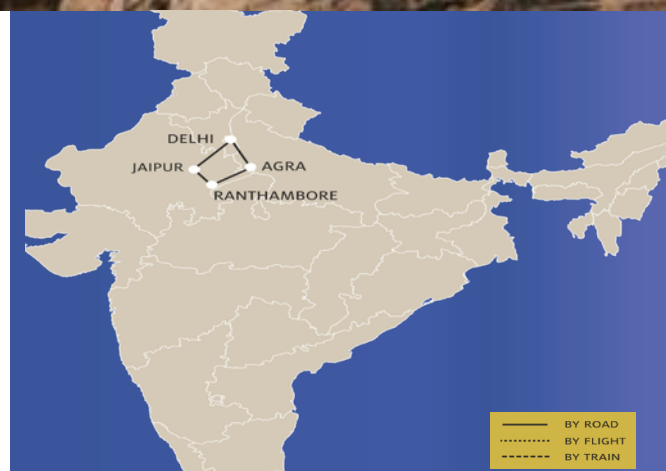 DELHI
JAIPUR
AGRA
RANTHAMBORE
BY ROAD
BY FLIGHT
BY TRAIN